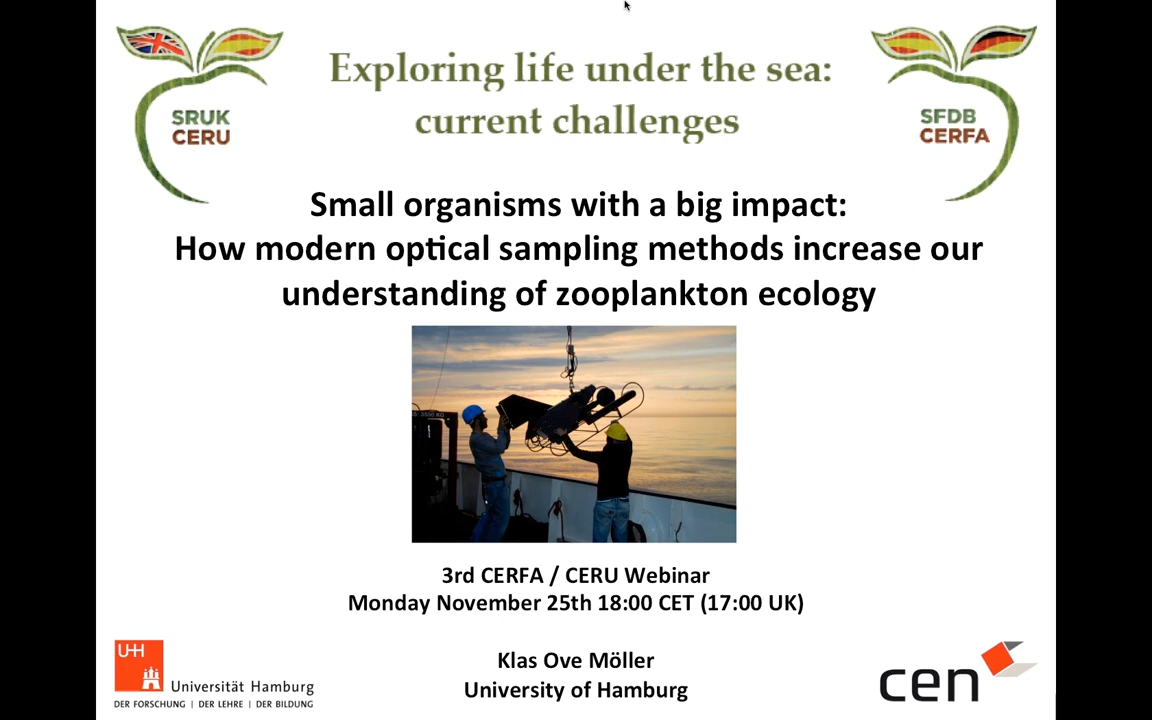 SRUK
CERU
Exploring life under the sea:
current challenges
SFDB
CERFA
Small organisms with a big impact:
How modern optical sampling methods increase our
understanding of zooplankton ecology
3rd CERFA / CERU Webinar
Monday November 25th 18:00 CET (17:00 UK)
Klas Ove Möller
University of Hamburg
UHH
Universität Hamburg
DER FORSCHUNG | DER LEHRE | DER BILDUNG
cen